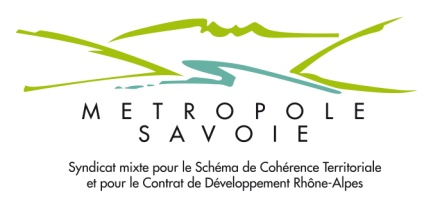 METROPOLE
SAVOIE
Syndicat mixte pour le Schéma de Cohérence Territoriale
et pour le Contrat de Développement Rhône-Alpes